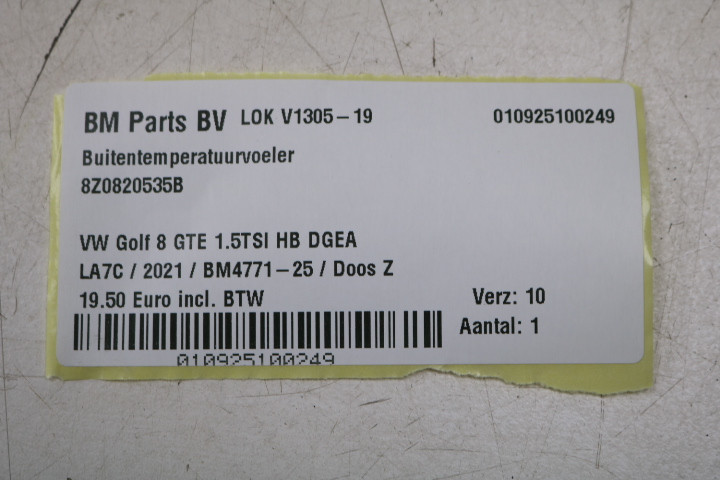 BM Parts BV LOK V1305-19 010925100249
Buitentemperatuurvoeler
8Z0820535B
VW Golf 8 GTE 1.5TSI HB DGEA
LA7C / 2021 / BM4771-25 / Doos Z
19.50 Euro incl. BTW Verz: 10
Aantal: 1
010925100249